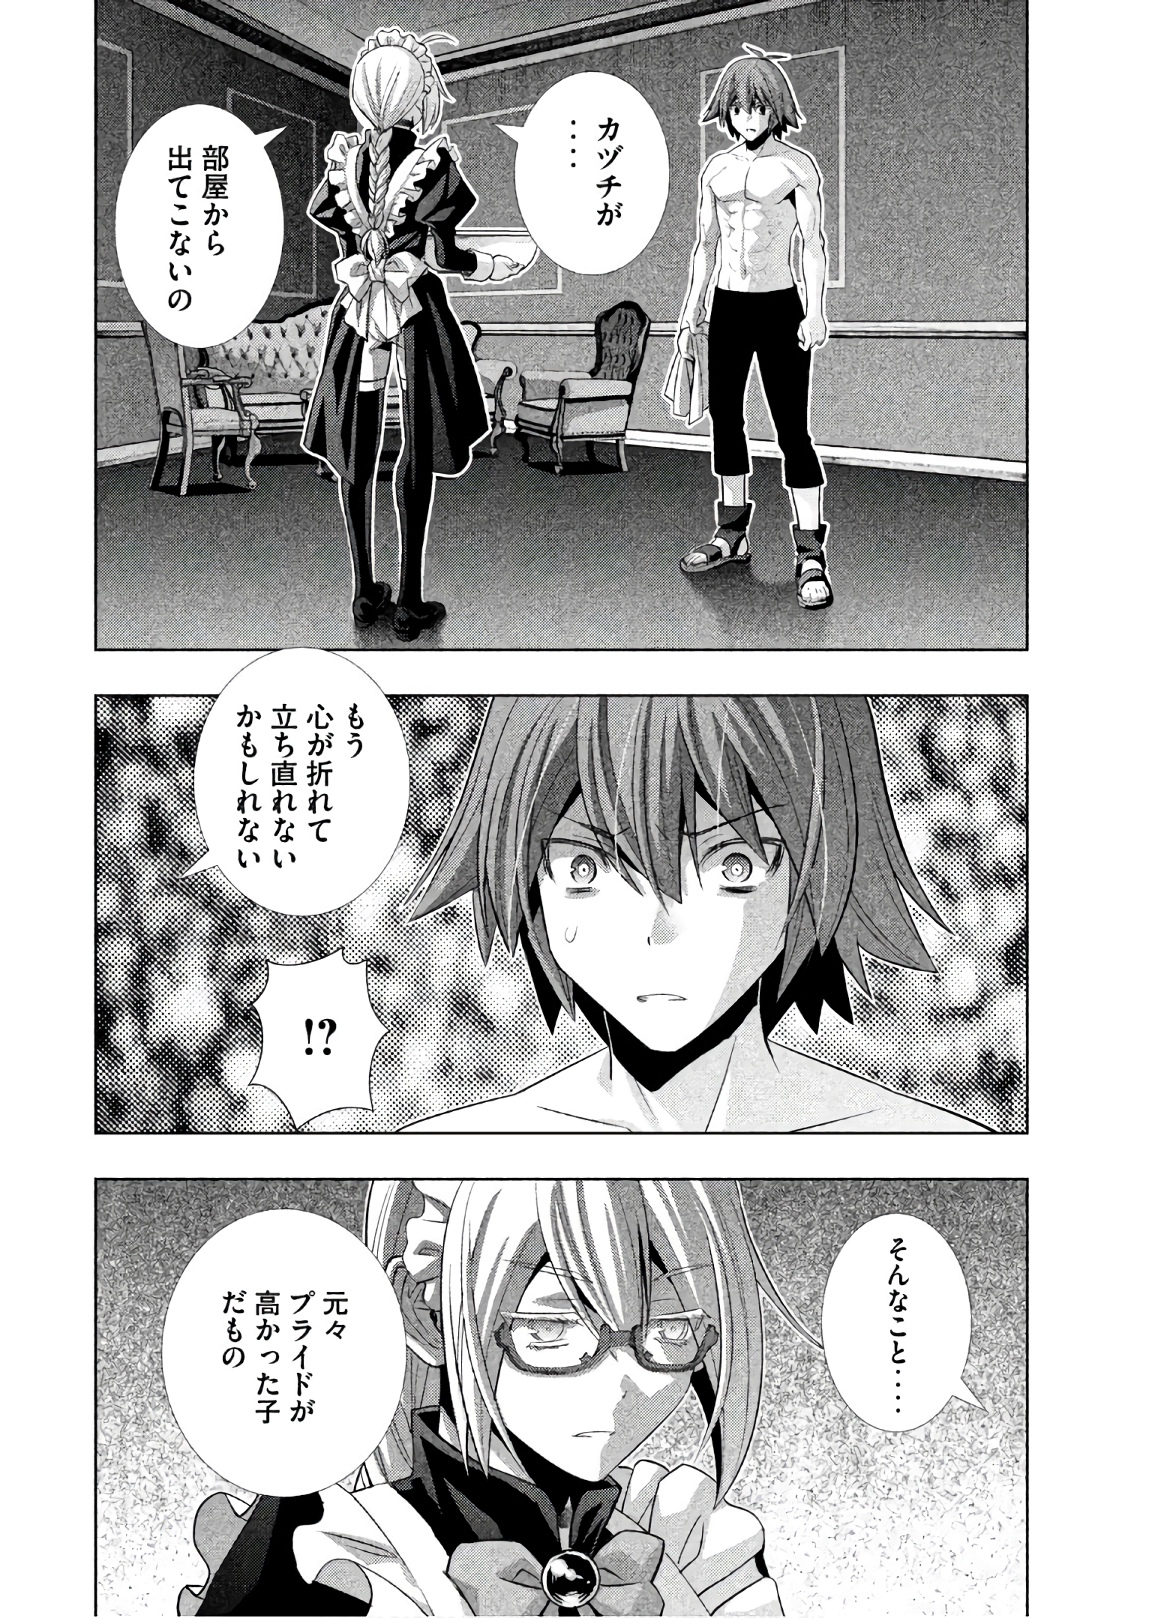 カヅチが
‥‥
部屋から
出てこないの
もう
心が折れて
立ち直れない
かもしれない
!?
そんなこと‥‥
元々
プライドが
高かった子
だもの